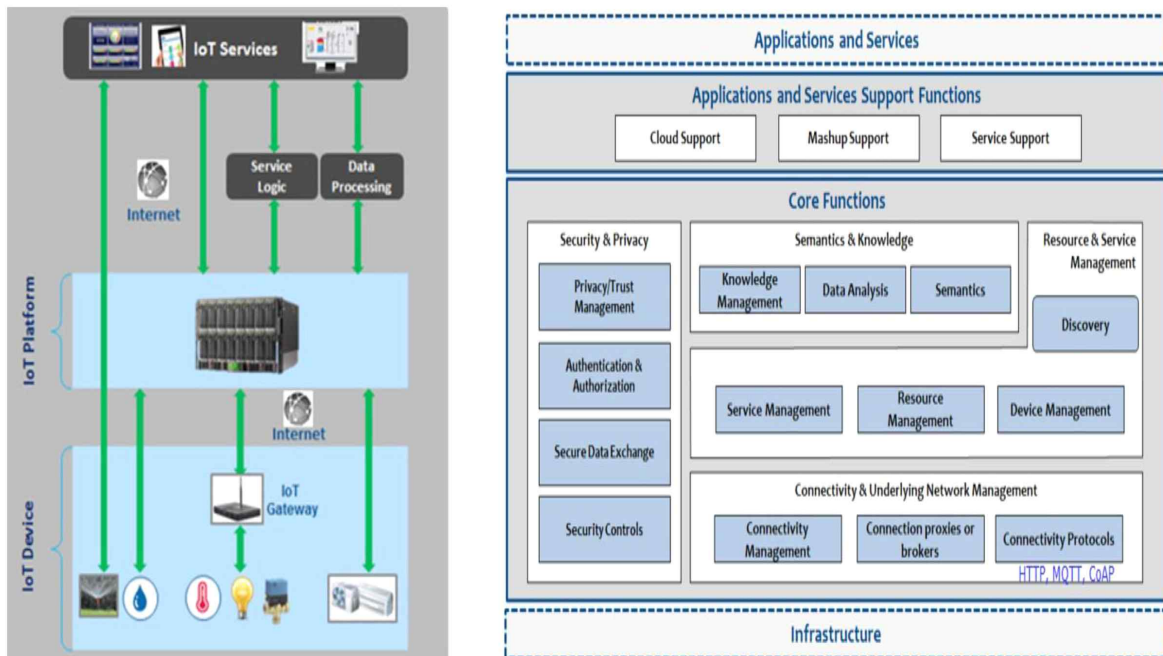 IoT Services
Service
Logic
Data
Processing
Internet
IoT Platform
Internet
IoT Device
IoT
Gateway
Applications and Services
Applications and Services Support Functions
Cloud Support
Mashup Support
Service Support
Core Functions
Security & Privacy
Privacy/Trust
Management
Authentication &
Authorization
Secure Data Exchange
Security Controls
Semantics & Knowledge
Knowledge
Management
Data Analysis
Semantics
Resource & Service
Management
Discovery
Service Management
Resource
Management
Device Management
Connectivity & Underlying Network Management
Connectivity
Management
Connection proxies or
brokers
Connectivity Protocols
HTTP, MQTT, CoAP
Infrastructure